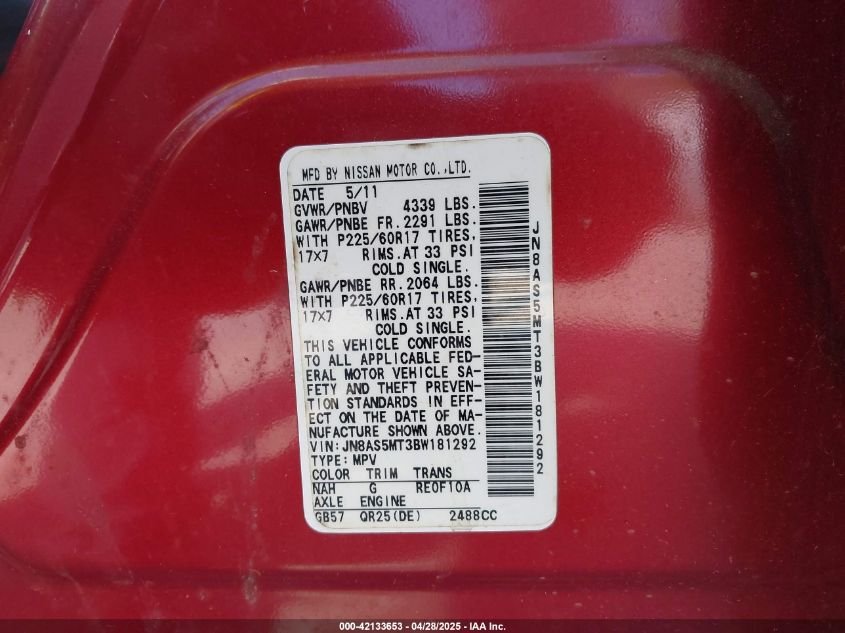 MFD BY NISSAN MOTOR CO.,LTD.
DATE 5/11
GVWR/PNBV 4339 LBS.
GAWR/PNBE FR. 2291 LBS.
WITH P225/60R17 TIRES,
17x7 RIMS.AT 33 PSI
COLD SINGLE.
GAWR/PNBE RR. 2064 LBS.
WITH P225/60R17 TIRES,
17x7 RIMS.AT 33 PSI
COLD SINGLE.
THIS VEHICLE CONFORMS
TO ALL APPLICABLE FED-
ERAL MOTOR VEHICLE SA-
FETY AND THEFT PREVEN-
TION STANDARDS IN EFF-
ECT ON THE DATE OF MA-
NUFACTURE SHOWN ABOVE.
VIN: JN8AS5MT3BW181292
TYPE: MPV
COLOR TRIM TRANS
NAH G RE0F10A
AXLE ENGINE
GB57 QR25(DE) 2488CC
JN8AS5MT3BW181292
000-42133653 - 04/28/2025 - IAA Inc.